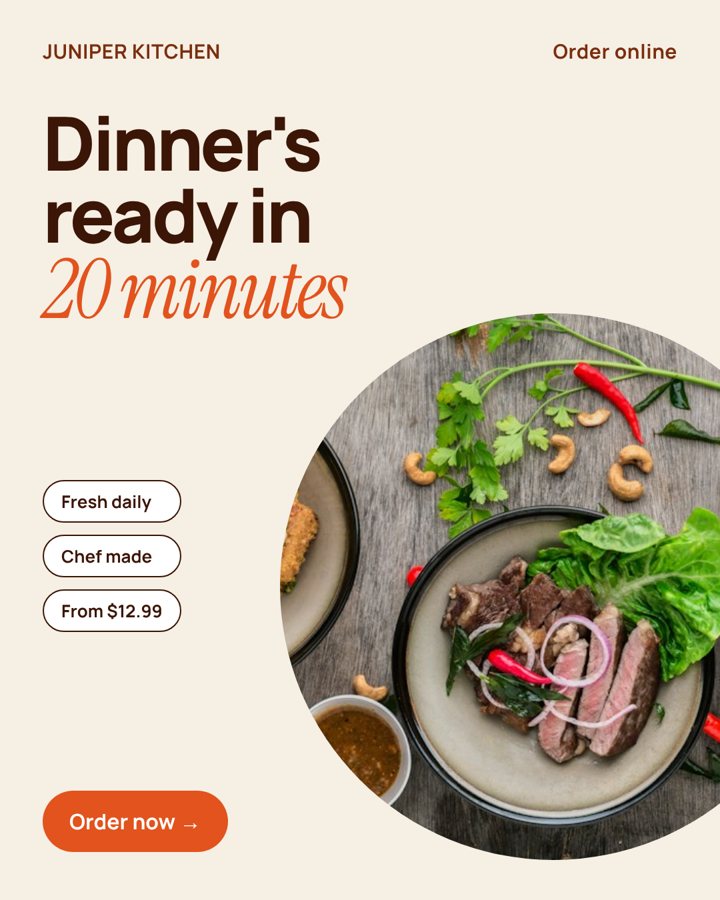 JUNIPER KITCHEN
Order online
Dinner's
ready in
20 minutes
Fresh daily
Chef made
From $12.99
Order now →